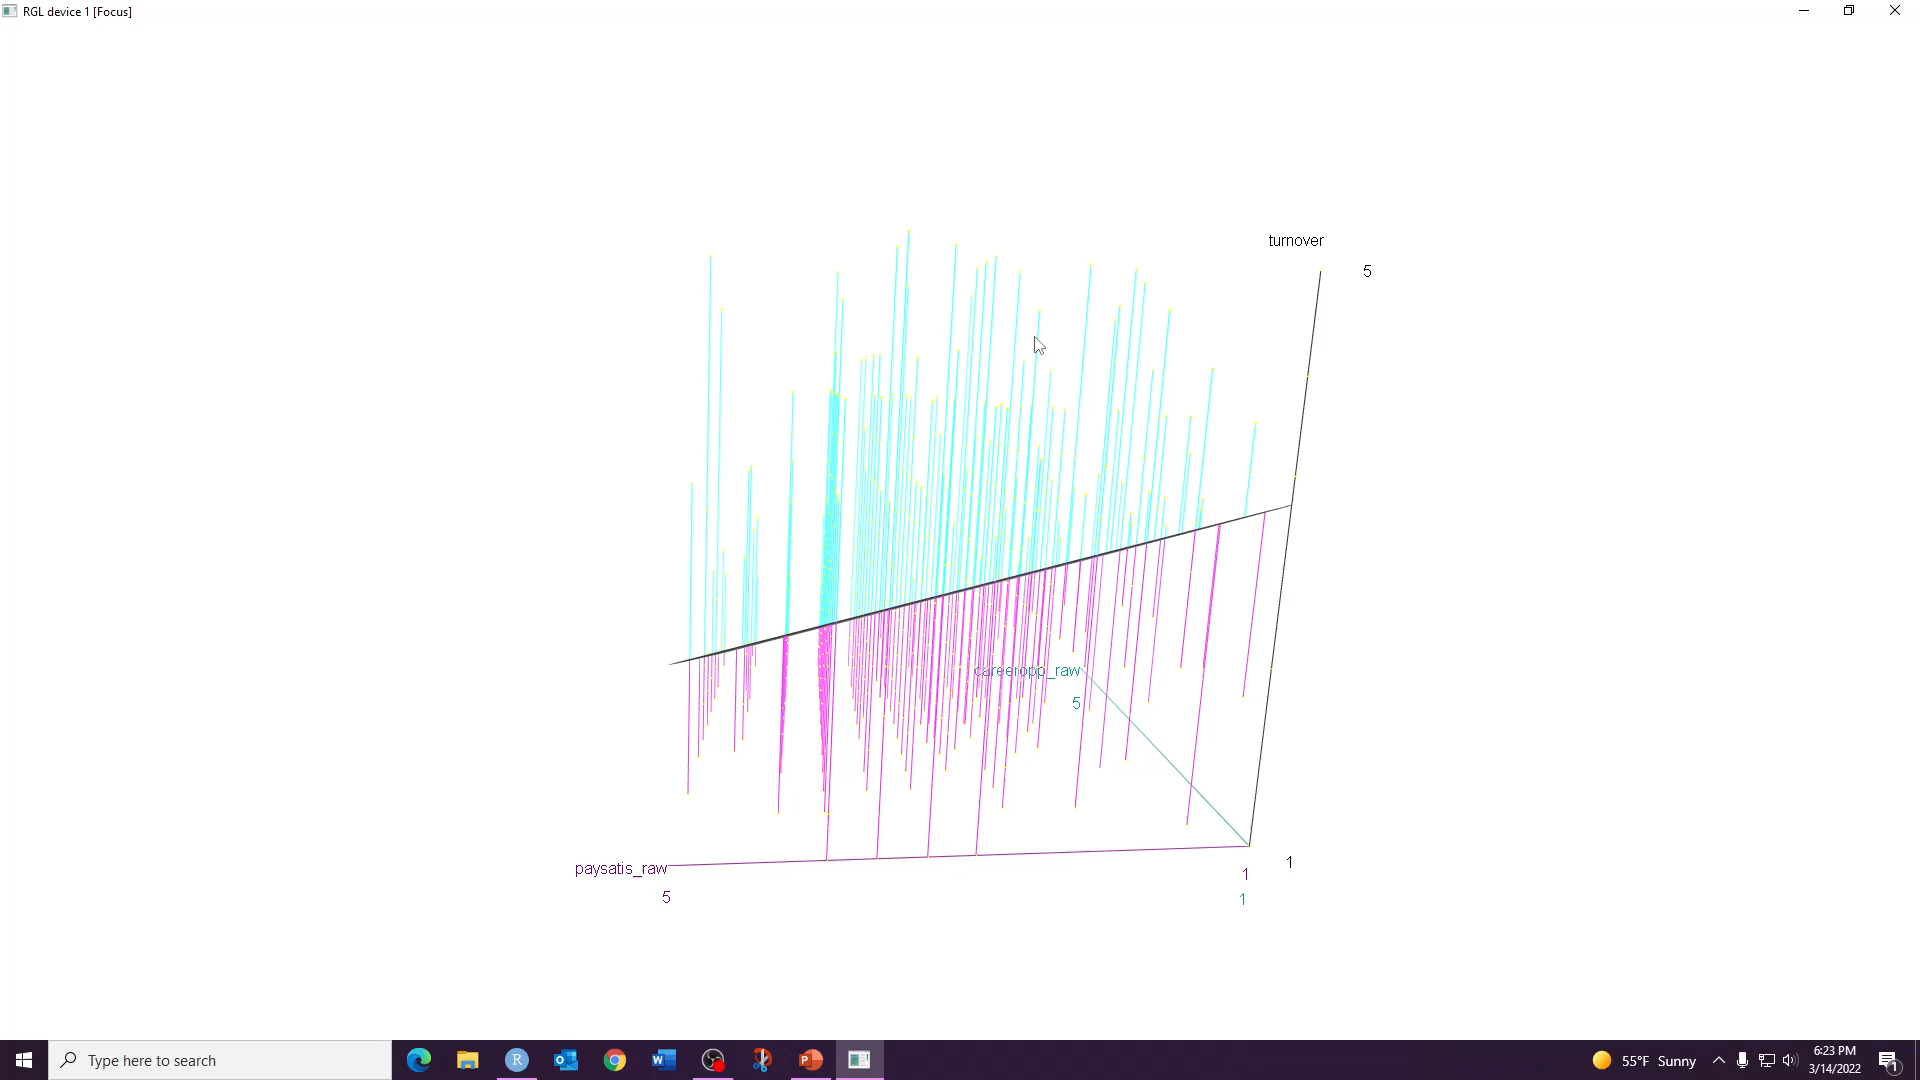 RGL device 1 [Focus]
turnover
5
careeropp_raw
5
paysatis_raw
5
1
1
1
Type here to search
55°F Sunny
6:23 PM
3/14/2022
1